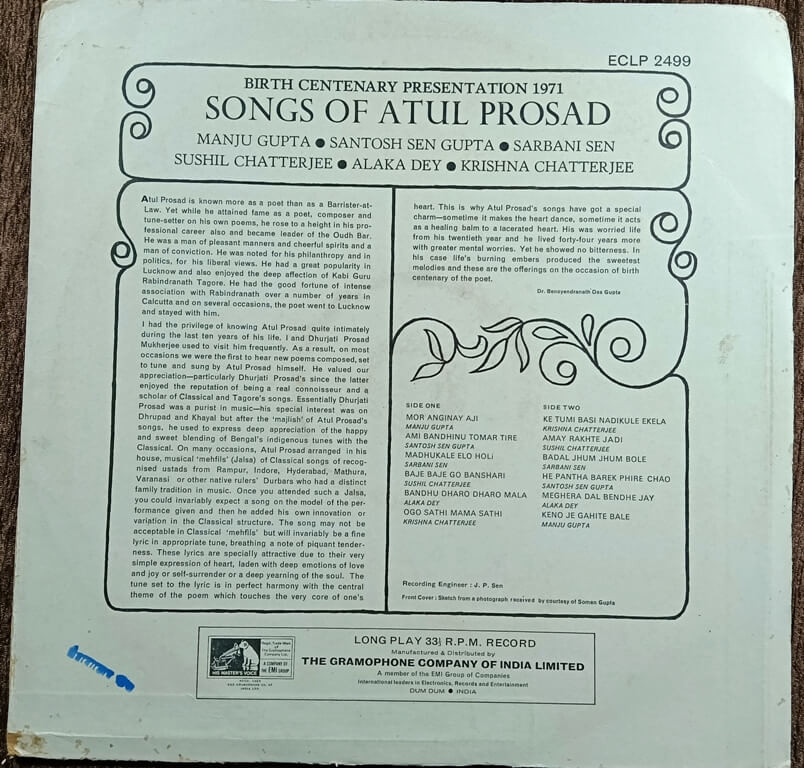 ECLP 2499
BIRTH CENTENARY PRESENTATION 1971
SONGS OF ATUL PROSAD
MANJU GUPTA ● SANTOSH SEN GUPTA ● SARBANI SEN
SUSHIL CHATTERJEE ● ALAKA DEY ● KRISHNA CHATTERJEE
Atul Prosad is known more as a poet than as a Barrister-at-
Law. Yet while he attained fame as a poet, composer and
tune-setter on his own poems, he rose to a height in his pro-
fessional career also and became leader of the Oudh Bar.
He was a man of pleasant manners and cheerful spirits and a
man of conviction. He was noted for his philanthropy and in
politics, for his liberal views. He had a great popularity in
Lucknow and also enjoyed the deep affection of Kabi Guru
Rabindranath Tagore. He had the good fortune of intense
association with Rabindranath over a number of years in
Calcutta and on several occasions, the poet went to Lucknow
and stayed with him.
I had the privilege of knowing Atul Prosad quite intimately
during the last ten years of his life. I and Dhurjati Prosad
Mukherjee used to visit him frequently. As a result, on most
occasions we were the first to hear new poems composed, set
to tune and sung by Atul Prosad himself. He valued our
appreciation—particularly Dhurjati Prosad's since the latter
enjoyed the reputation of being a real connoisseur and a
scholar of Classical and Tagore's songs. Essentially Dhurjati
Prosad was a purist in music—his special interest was on
Dhrupad and Khayal but after the 'majlish' of Atul Prosad's
songs, he used to express deep appreciation of the happy
and sweet blending of Bengal's indigenous tunes with the
Classical. On many occasions, Atul Prosad arranged in his
house, musical 'mehfils' (Jalsa) of Classical songs of recog-
nised ustads from Rampur, Indore, Hyderabad, Mathura,
Varanasi or other native rulers' Durbars who had a distinct
family tradition in music. Once you attended such a Jalsa,
you could invariably expect a song on the model of the per-
formance given and then he added his own innovation or
variation in the Classical structure. The song may not be
acceptable in Classical 'mehfils' but will invariably be a fine
lyric in appropriate tune, breathing a note of piquant tender-
ness. These lyrics are specially attractive due to their very
simple expression of heart, laden with deep emotions of love
and joy or self-surrender or a deep yearning of the soul. The
tune set to the lyric is in perfect harmony with the central
theme of the poem which touches the very core of one's
heart. This is why Atul Prosad's songs have got a special
charm—sometime it makes the heart dance, sometime it acts
as a healing balm to a lacerated heart. His was worried life
from his twentieth year and he lived forty-four years more
with greater mental worries. Yet he showed no bitterness. In
his case life's burning embers produced the sweetest
melodies and these are the offerings on the occasion of birth
centenary of the poet.
Dr. Benoyendranath Das Gupta
SIDE ONE
MOR ANGINAY AJI
MANJU GUPTA
AMI BANDHINU TOMAR TIRE
SANTOSH SEN GUPTA
MADHUKALE ELO HOLi
SARBANI SEN
BAJE BAJE GO BANSHARI
SUSHIL CHATTERJEE
BANDHU DHARO DHARO MALA
ALAKA DEY
OGO SATHI MAMA SATHI
KRISHNA CHATTERJEE
SIDE TWO
KE TUMI BASI NADIKULE EKELA
KRISHNA CHATTERJEE
AMAY RAKHTE JADI
SUSHIL CHATTERJEE
BADAL JHUM JHUM BOLE
SARBANI SEN
HE PANTHA BAREK PHIRE CHAO
SANTOSH SEN GUPTA
MEGHERA DAL BENDHE JAY
ALAKA DEY
KENO JE GAHITE BALE
MANJU GUPTA
Recording Engineer : J. P. Sen
Front Cover : Sketch from a photograph received by courtesy of Soman Gupta
HIS MASTER'S VOICE
Regd. Trade Mark
of
The Gramophone
Company Ltd.
A COMPANY OF
THE EMI GROUP
LONG PLAY 33⅓ R.P.M. RECORD
Manufactured & Distributed by
THE GRAMOPHONE COMPANY OF INDIA LIMITED
A member of the EMI Group of Companies
International leaders in Electronics, Records and Entertainment
DUM DUM ● INDIA